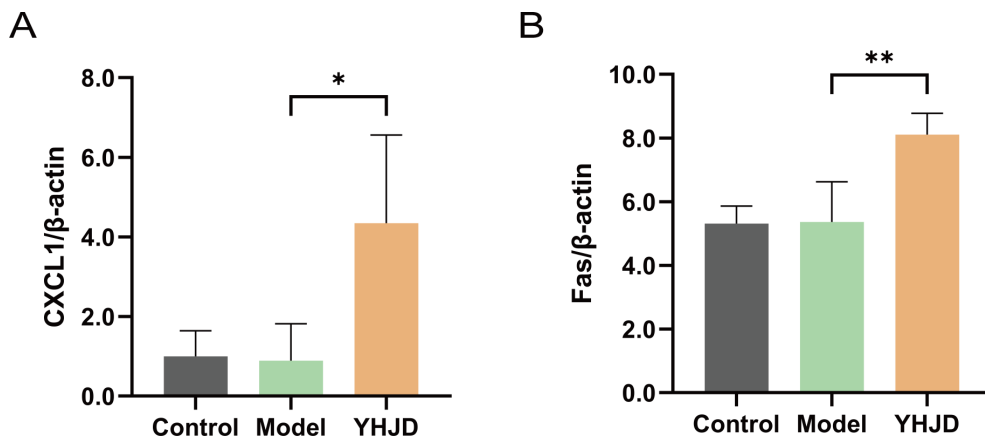 A
CXCL1/β-actin
8.0
6.0
4.0
2.0
0.0
*
Control Model YHJD
B
Fas/β-actin
10.0
8.0
6.0
4.0
2.0
0.0
**
Control Model YHJD